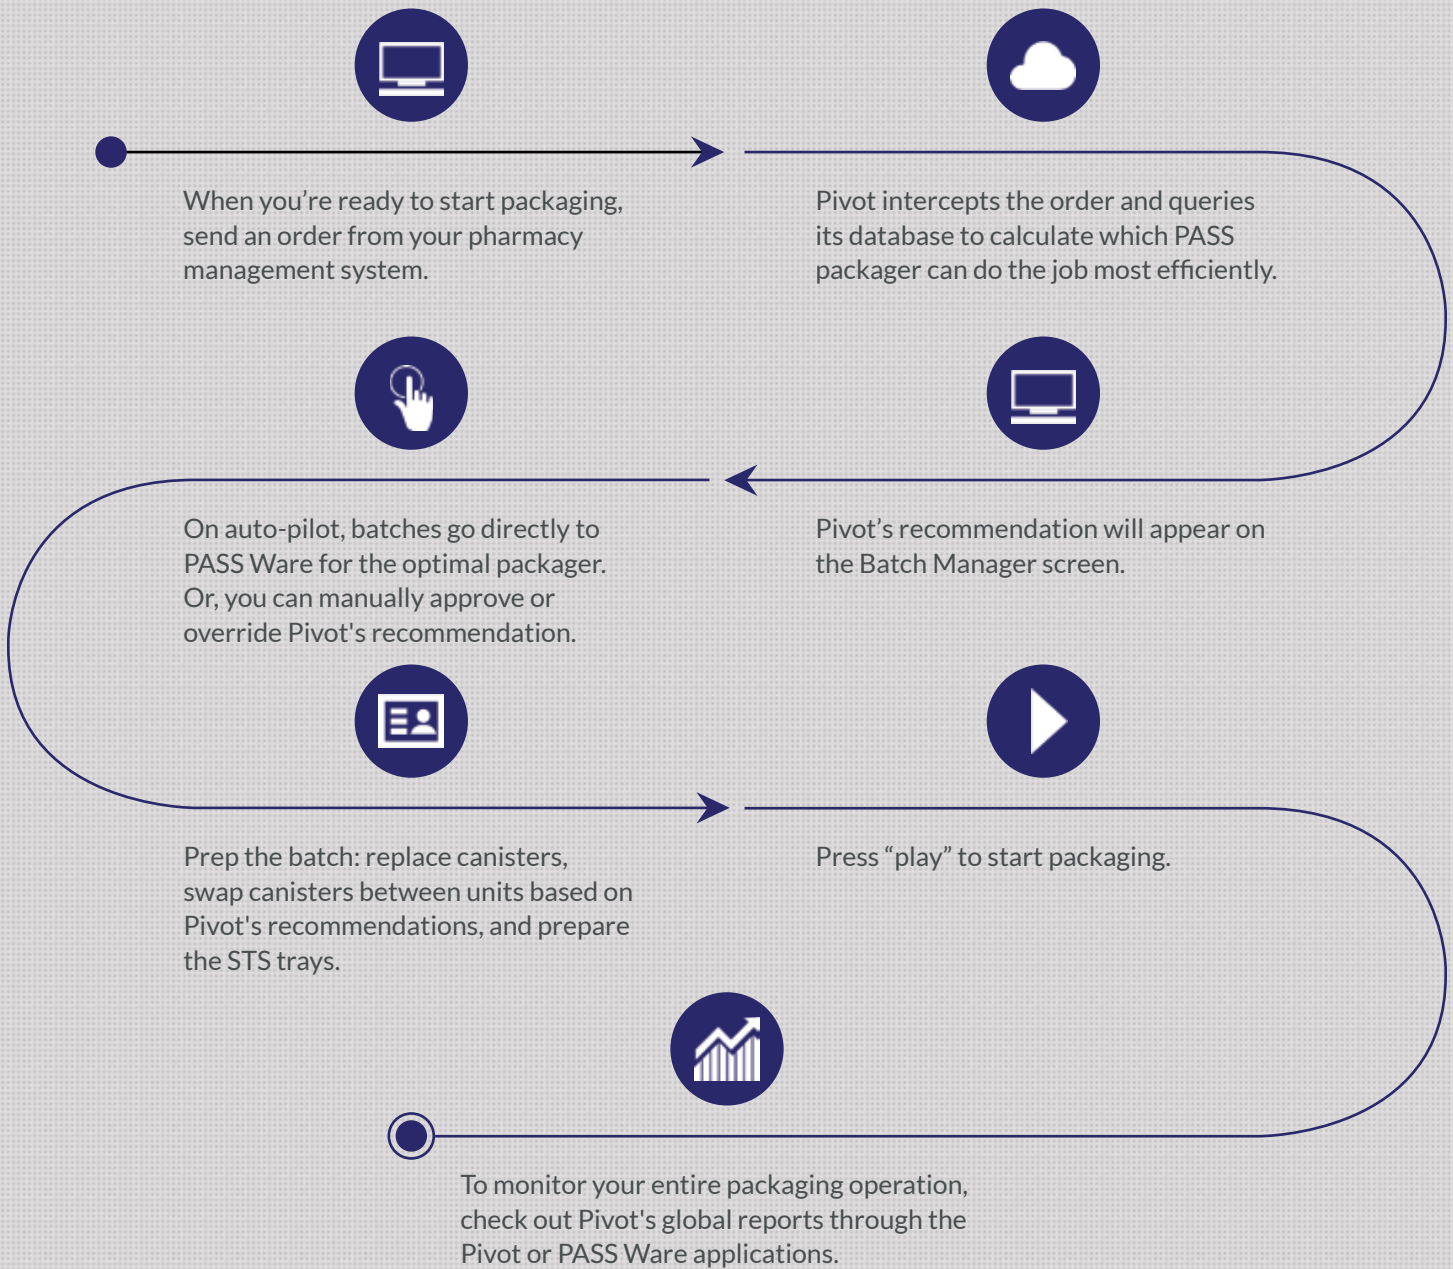 When you’re ready to start packaging,
send an order from your pharmacy
management system.
Pivot intercepts the order and queries
its database to calculate which PASS
packager can do the job most efficiently.
Pivot’s recommendation will appear on
the Batch Manager screen.
On auto-pilot, batches go directly to
PASS Ware for the optimal packager.
Or, you can manually approve or
override Pivot's recommendation.
Prep the batch: replace canisters,
swap canisters between units based on
Pivot's recommendations, and prepare
the STS trays.
Press “play” to start packaging.
To monitor your entire packaging operation,
check out Pivot's global reports through the
Pivot or PASS Ware applications.